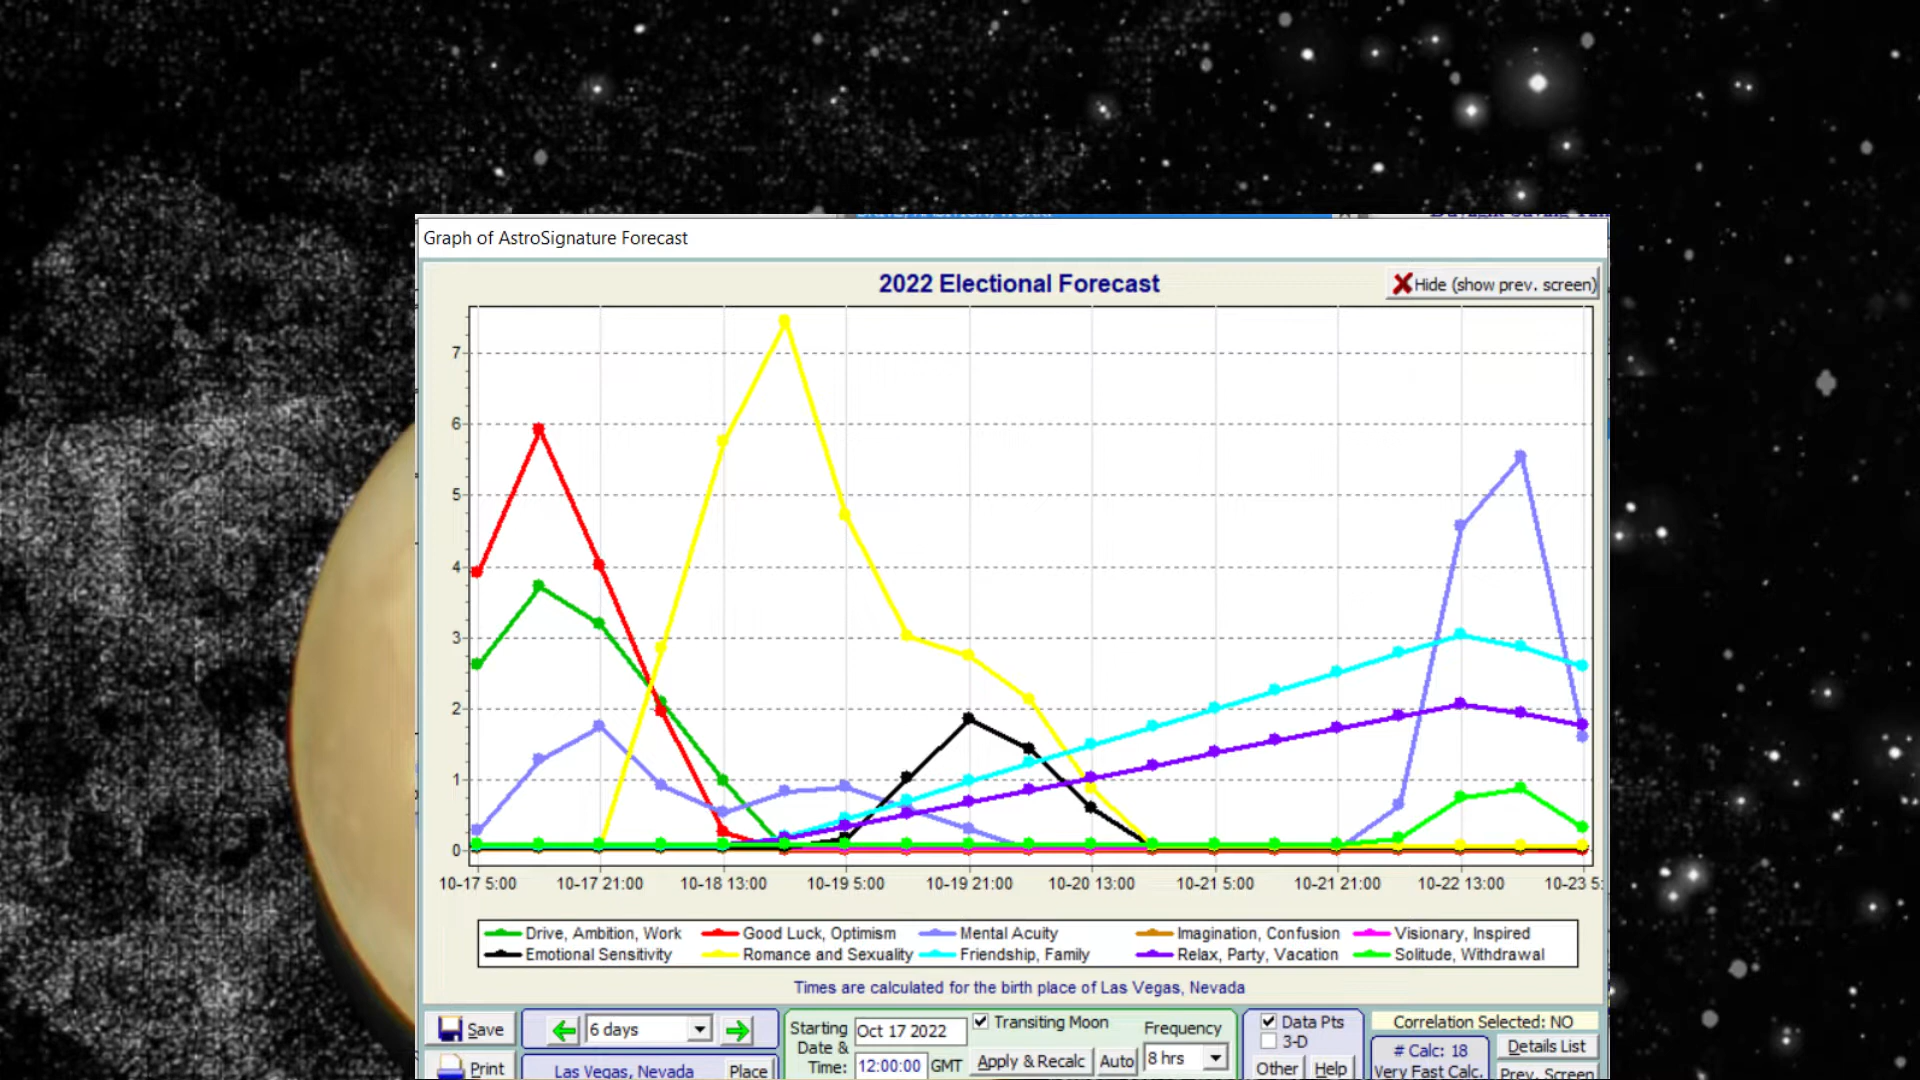 Graph of AstroSignature Forecast
2022 Electional Forecast
Hide (show prev. screen)
7
6
5
4
3
2
1
0
10-17 5:00 10-17 21:00 10-18 13:00 10-19 5:00 10-19 21:00 10-20 13:00 10-21 5:00 10-21 21:00 10-22 13:00 10-23 5:
Drive, Ambition, Work Good Luck, Optimism Mental Acuity Imagination, Confusion Visionary, Inspired
Emotional Sensitivity Romance and Sexuality Friendship, Family Relax, Party, Vacation Solitude, Withdrawal
Times are calculated for the birth place of Las Vegas, Nevada
Save
Print
6 days
Las Vegas, Nevada Place
Starting
Date &
Time:
Oct 17 2022
12:00:00 GMT
Transiting Moon
Apply & Recalc Auto
Frequency
8 hrs
Data Pts
3-D
Other Help
Correlation Selected: NO
# Calc: 18
Very Fast Calc.
Details List
Prev. Screen